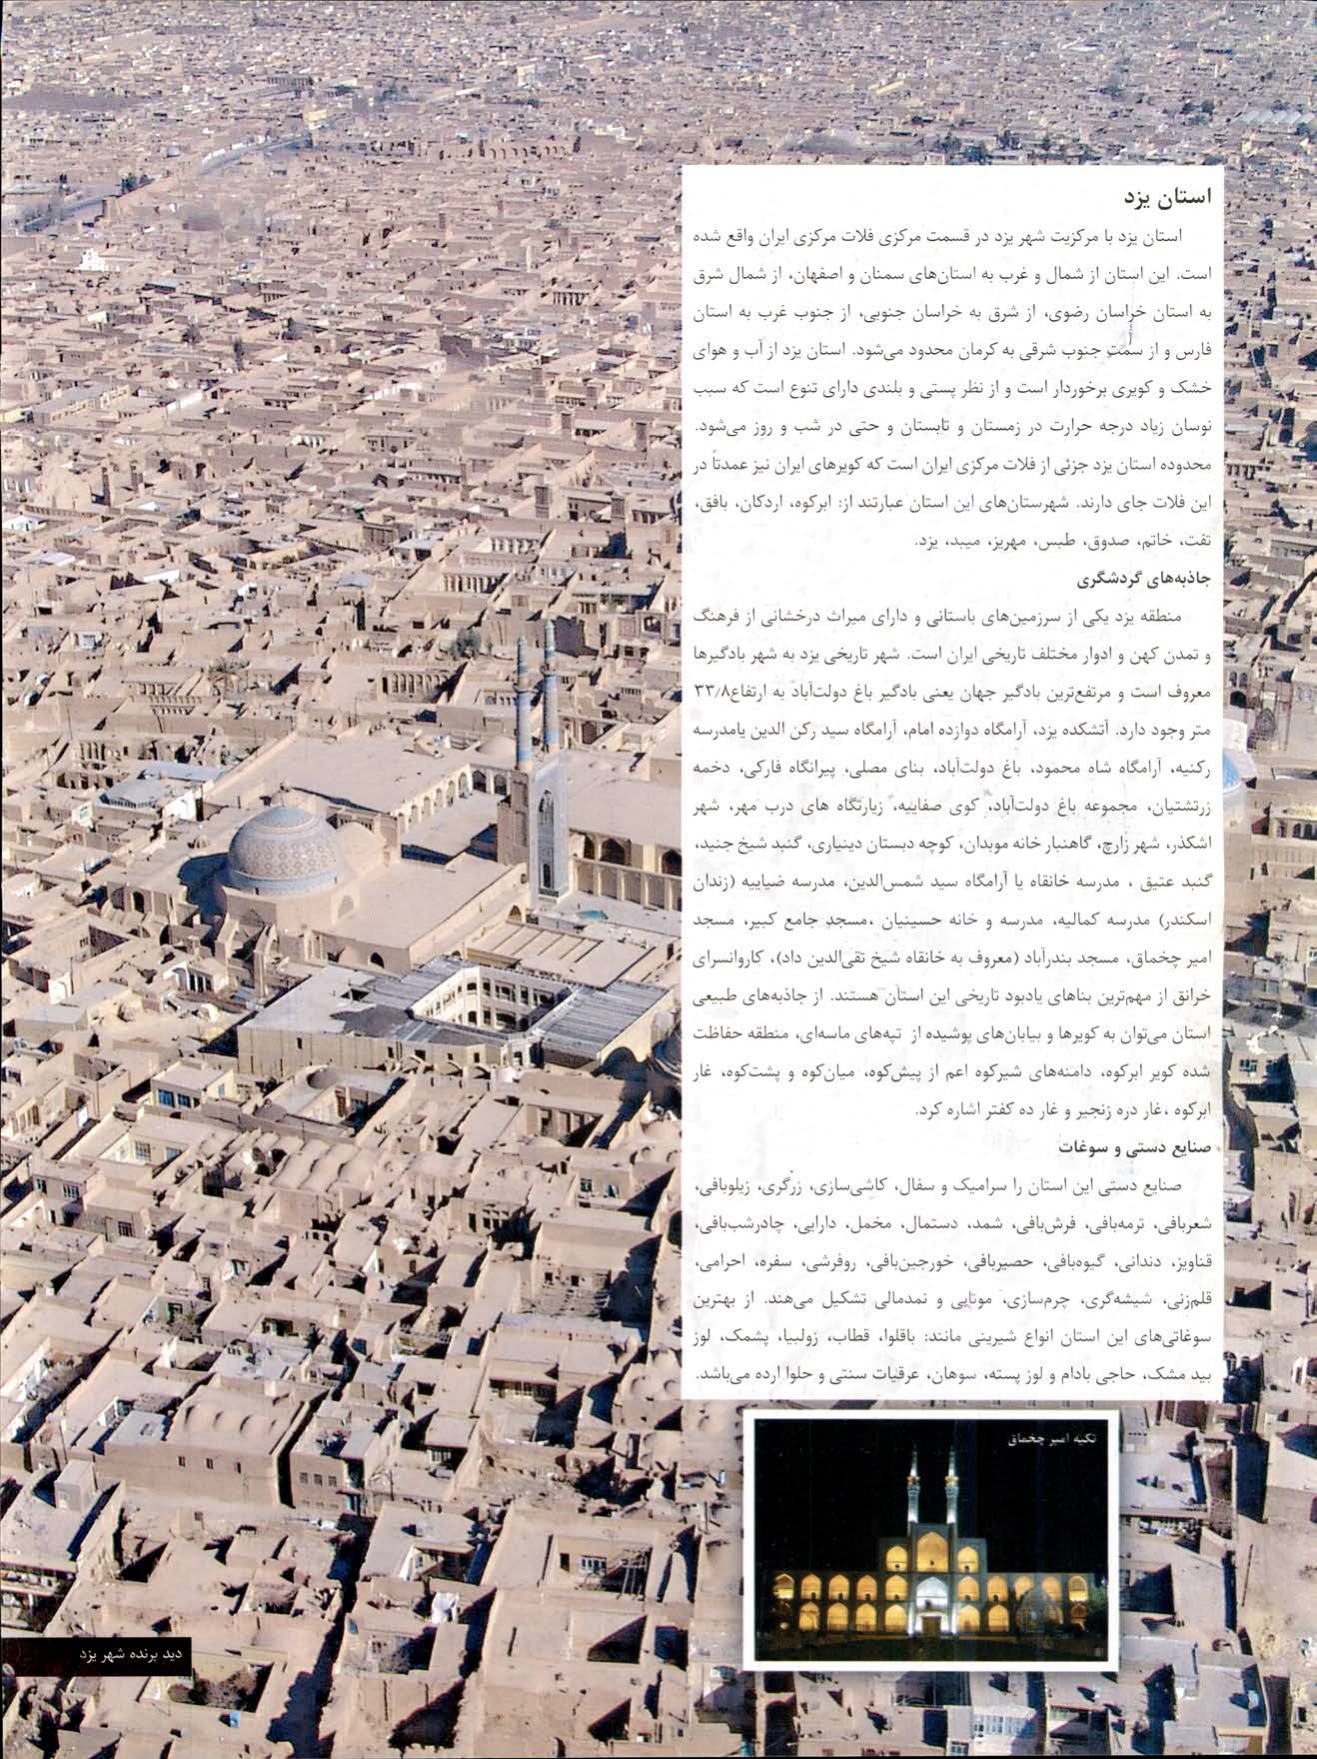 استان یزد
استان یزد با مرکزیت شهر یزد در قسمت مرکزی فلات مرکزی ایران واقع شده
است. این استان از شمال و غرب به استان‌های سمنان و اصفهان، از شمال شرق
به استان خراسان رضوی، از شرق به خراسان جنوبی، از جنوب غرب به استان
فارس و از سمت جنوب شرقی به کرمان محدود می‌شود. استان یزد از آب و هوای
خشک و کویری برخوردار است و از نظر پستی و بلندی دارای تنوع است که سبب
نوسان زیاد درجه حرارت در زمستان و تابستان و حتی در شب و روز می‌شود.
محدوده استان یزد جزئی از فلات مرکزی ایران است که کویرهای ایران نیز عمدتاً در
این فلات جای دارند. شهرستان‌های این استان عبارتند از: ابرکوه، اردکان، بافق،
تفت، خاتم، صدوق، طبس، مهریز، میبد، یزد.
جاذبه‌های گردشگری
منطقه یزد یکی از سرزمین‌های باستانی و دارای میراث درخشانی از فرهنگ
و تمدن کهن و ادوار مختلف تاریخی ایران است. شهر تاریخی یزد به شهر بادگیرها
معروف است و مرتفع‌ترین بادگیر جهان یعنی بادگیر باغ دولت‌آباد به ارتفاع۳۳/۸
متر وجود دارد. آتشکده یزد، آرامگاه دوازده امام، آرامگاه سید رکن الدین یامدرسه
رکنیه، آرامگاه شاه محمود، باغ دولت‌آباد، بنای مصلی، پیرانگاه فارکی، دخمه
زرتشتیان، مجموعه باغ دولت‌آباد، کوی صفاییه، زیارتگاه های درب مهر، شهر
اشکذر، شهر زارچ، گاهنبار خانه موبدان، کوچه دبستان دینیاری، گنبد شیخ جنید،
گنبد عتیق ، مدرسه خانقاه یا آرامگاه سید شمس‌الدین، مدرسه ضیاییه (زندان
اسکندر) مدرسه کمالیه، مدرسه و خانه حسینیان ،مسجد جامع کبیر، مسجد
امیر چخماق، مسجد بندرآباد (معروف به خانقاه شیخ تقی‌الدین داد)، کاروانسرای
خرانق از مهم‌ترین بناهای یادبود تاریخی این استان هستند. از جاذبه‌های طبیعی
استان می‌توان به کویرها و بیابان‌های پوشیده از تپه‌های ماسه‌ای، منطقه حفاظت
شده کویر ابرکوه، دامنه‌های شیرکوه اعم از پیش‌کوه، میان‌کوه و پشت‌کوه، غار
ابرکوه ،غار دره زنجیر و غار ده کفتر اشاره کرد.
صنایع دستی و سوغات
صنایع دستی این استان را سرامیک و سفال، کاشی‌سازی، زرگری، زیلوبافی،
شعربافی، ترمه‌بافی، فرش‌بافی، شمد، دستمال، مخمل، دارایی، چادرشب‌بافی،
قناویز، دندانی، گیوه‌بافی، حصیربافی، خورجین‌بافی، روفرشی، سفره، احرامی،
قلم‌زنی، شیشه‌گری، چرم‌سازی، موتابی و نمدمالی تشکیل می‌هند. از بهترین
سوغاتی‌های این استان انواع شیرینی مانند: باقلوا، قطاب، زولبیا، پشمک، لوز
بید مشک، حاجی بادام و لوز پسته، سوهان، عرقیات سنتی و حلوا ارده می‌باشد.
تکیه امیر چخماق
دید پرنده شهر یزد